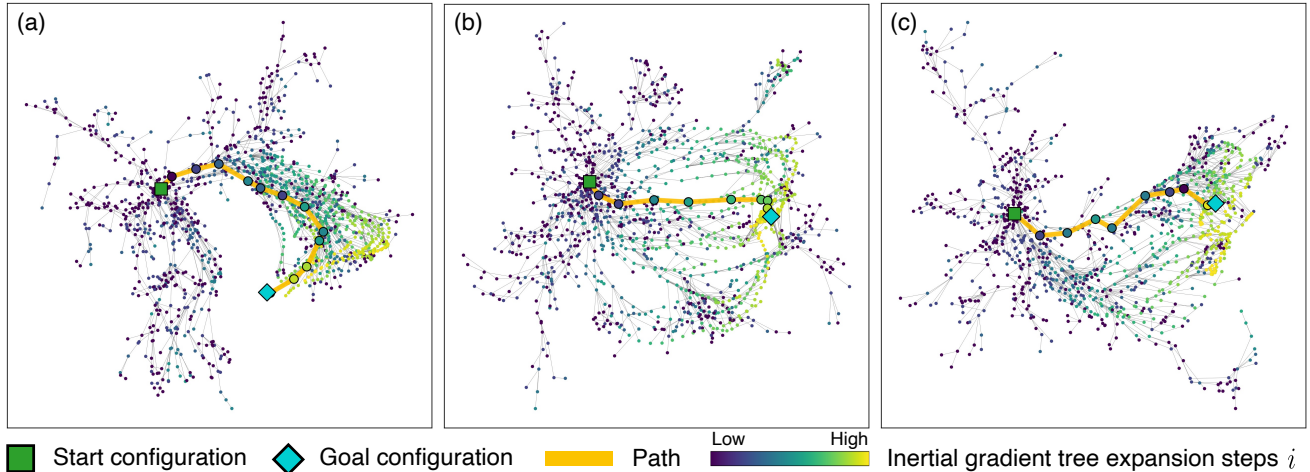 (a)
(b)
(c)
Low High
Start configuration Goal configuration Path Inertial gradient tree expansion steps i